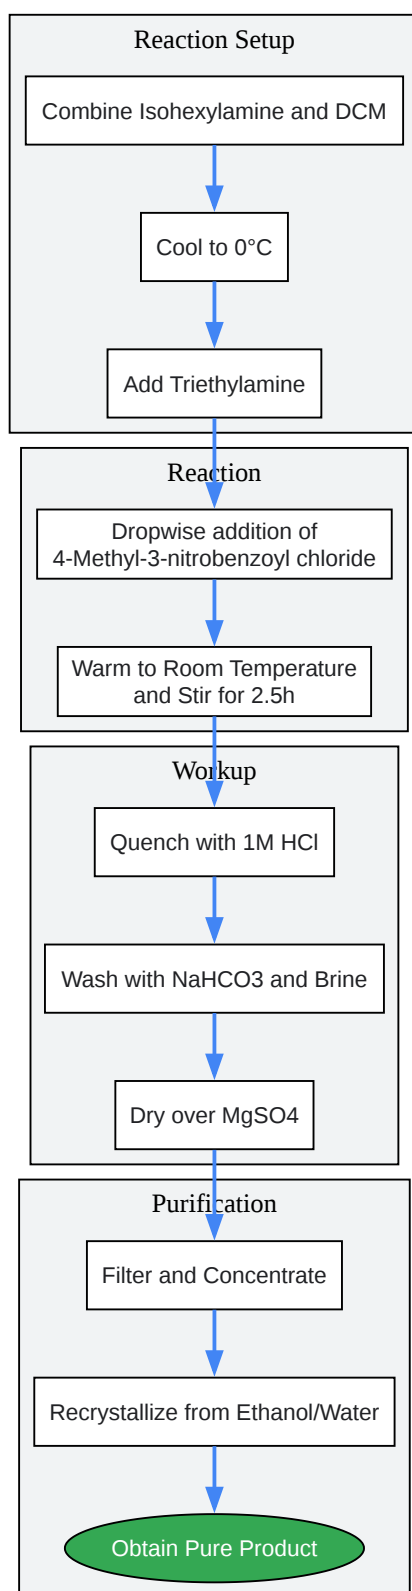 Reaction Setup
Combine Isohexylamine and DCM
Cool to 0°C
Add Triethylamine
Reaction
Dropwise addition of
4-Methyl-3-nitrobenzoyl chloride
Warm to Room Temperature
and Stir for 2.5h
Workup
Quench with 1M HCl
Wash with NaHCO3 and Brine
Dry over MgSO4
Purification
Filter and Concentrate
Recrystallize from Ethanol/Water
Obtain Pure Product